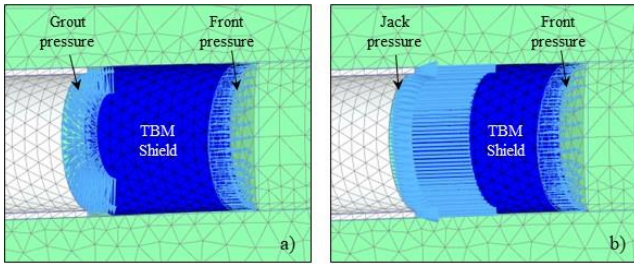 Grout
pressure
Front
pressure
TBM
Shield
a)
Jack
pressure
Front
pressure
TBM
Shield
b)